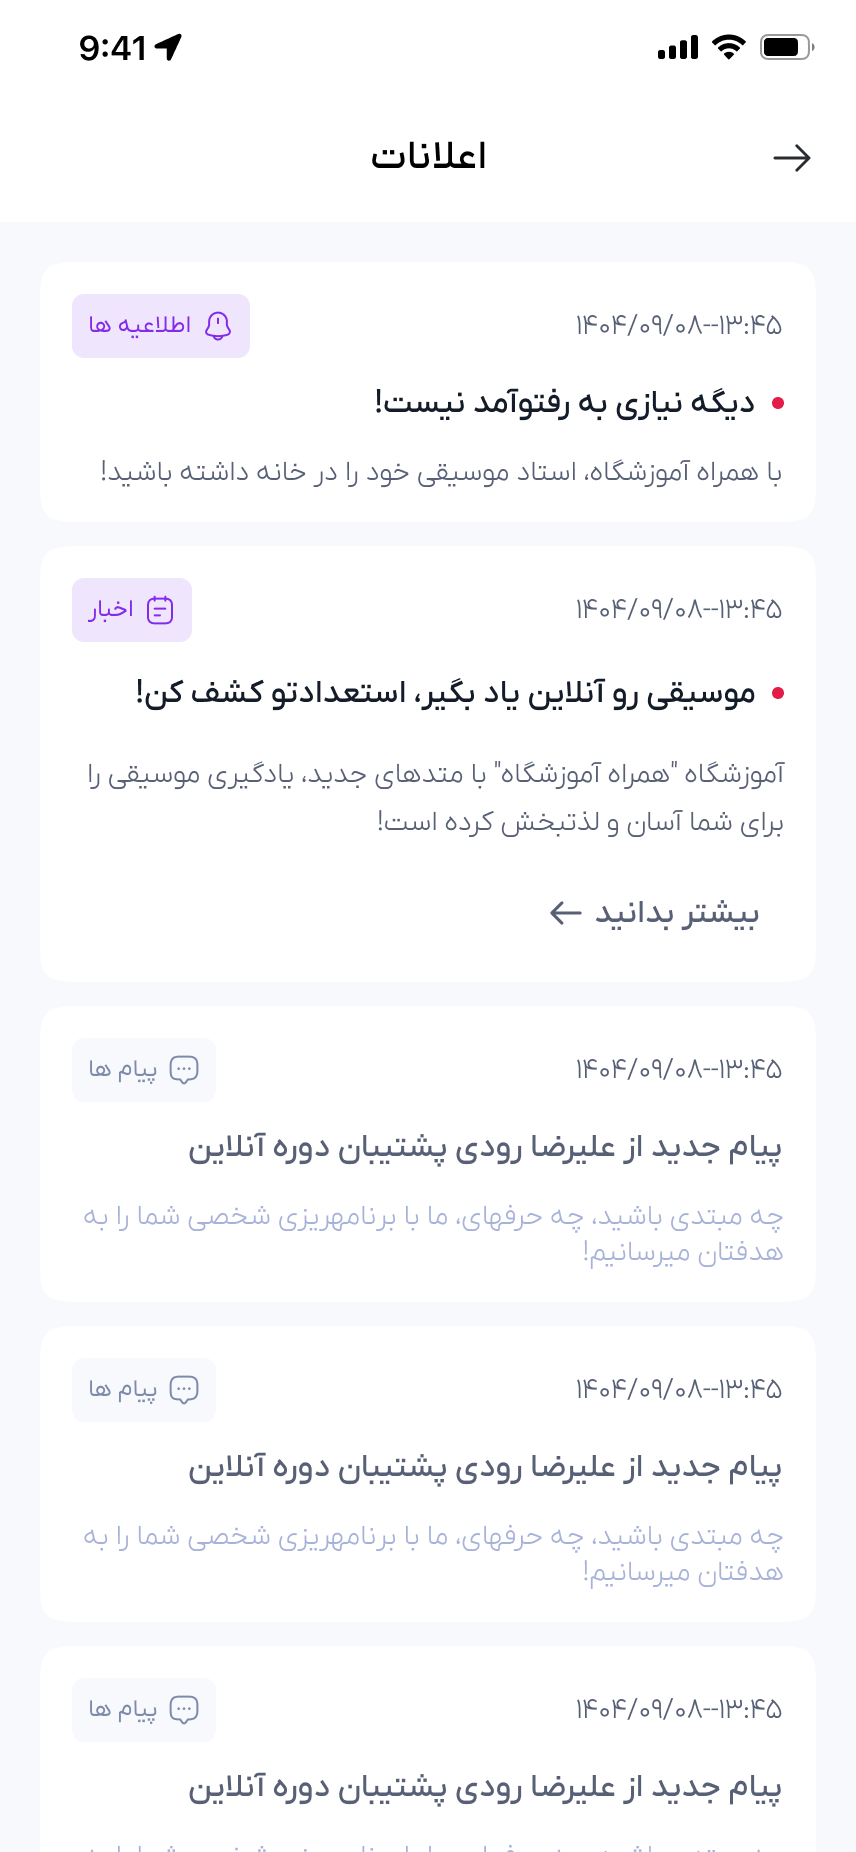 9:41
اعلانات
۱۴۰۴/۰۹/۰۸--۱۳:۴۵
اطلاعیه ها
دیگه نیازی به رفتوآمد نیست!
با همراه آموزشگاه، استاد موسیقی خود را در خانه داشته باشید!
۱۴۰۴/۰۹/۰۸--۱۳:۴۵
اخبار
موسیقی رو آنلاین یاد بگیر، استعدادتو کشف کن!
آموزشگاه "همراه آموزشگاه" با متدهای جدید، یادگیری موسیقی را
برای شما آسان و لذتبخش کرده است!
بیشتر بدانید
۱۴۰۴/۰۹/۰۸--۱۳:۴۵
پیام ها
پیام جدید از علیرضا رودی پشتیبان دوره آنلاین
چه مبتدی باشید، چه حرفهای، ما با برنامهریزی شخصی شما را به
هدفتان میرسانیم!
۱۴۰۴/۰۹/۰۸--۱۳:۴۵
پیام ها
پیام جدید از علیرضا رودی پشتیبان دوره آنلاین
چه مبتدی باشید، چه حرفهای، ما با برنامهریزی شخصی شما را به
هدفتان میرسانیم!
۱۴۰۴/۰۹/۰۸--۱۳:۴۵
پیام ها
پیام جدید از علیرضا رودی پشتیبان دوره آنلاین